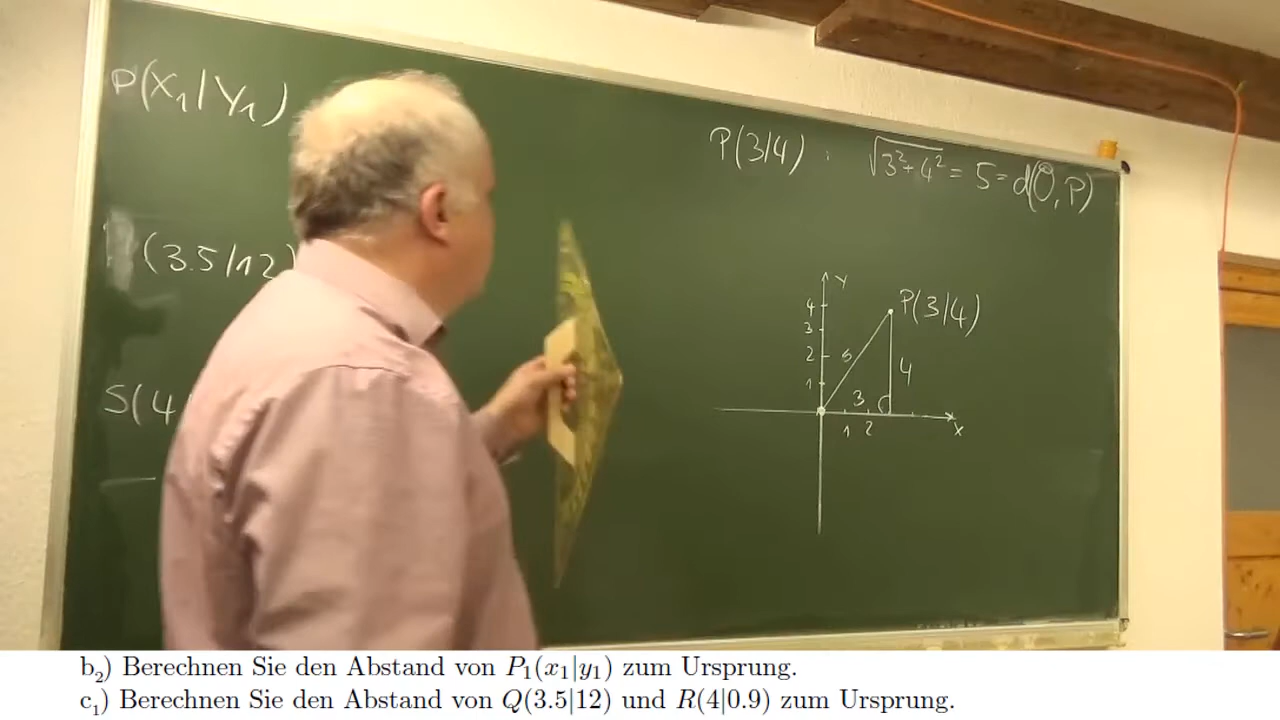 P(X₁/Y₁)
P(3/4) : √3²+4² = 5 = d(O, P)
(3.5/12)
S(4
Y
4
3
2
1
P(3/4)
5
4
3
1 2
X
b₂) Berechnen Sie den Abstand von P₁(x₁|y₁) zum Ursprung.
c₁) Berechnen Sie den Abstand von Q(3.5|12) und R(4|0.9) zum Ursprung.